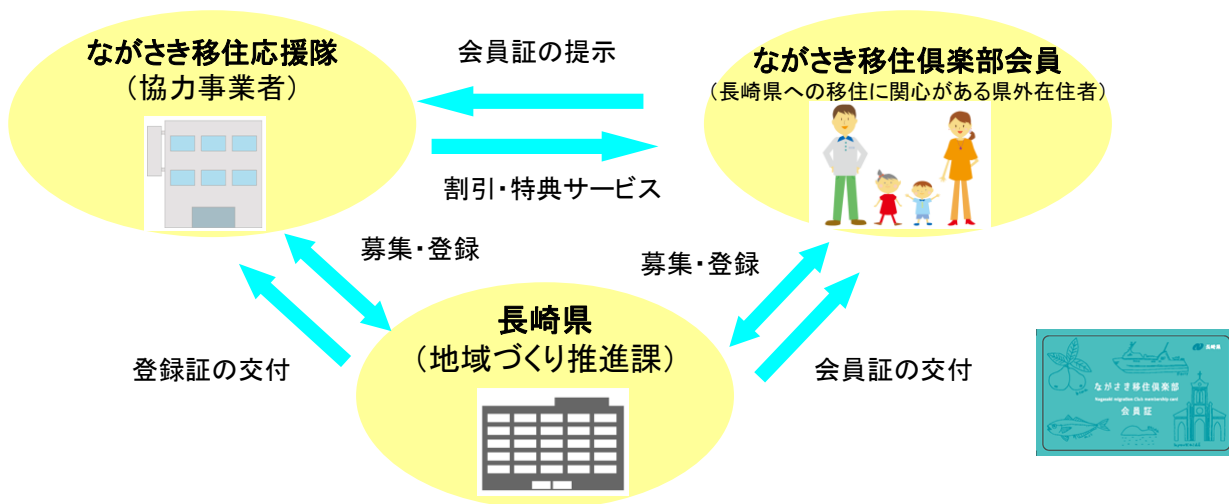 ながさき移住応援隊
（協力事業者）
会員証の提示
ながさき移住倶楽部会員
（長崎県への移住に関心がある県外在住者）
割引・特典サービス
募集・登録
募集・登録
長崎県
（地域づくり推進課）
登録証の交付
会員証の交付
長崎県
ながさき移住倶楽部
Nagasaki migration Club membership card
会員証